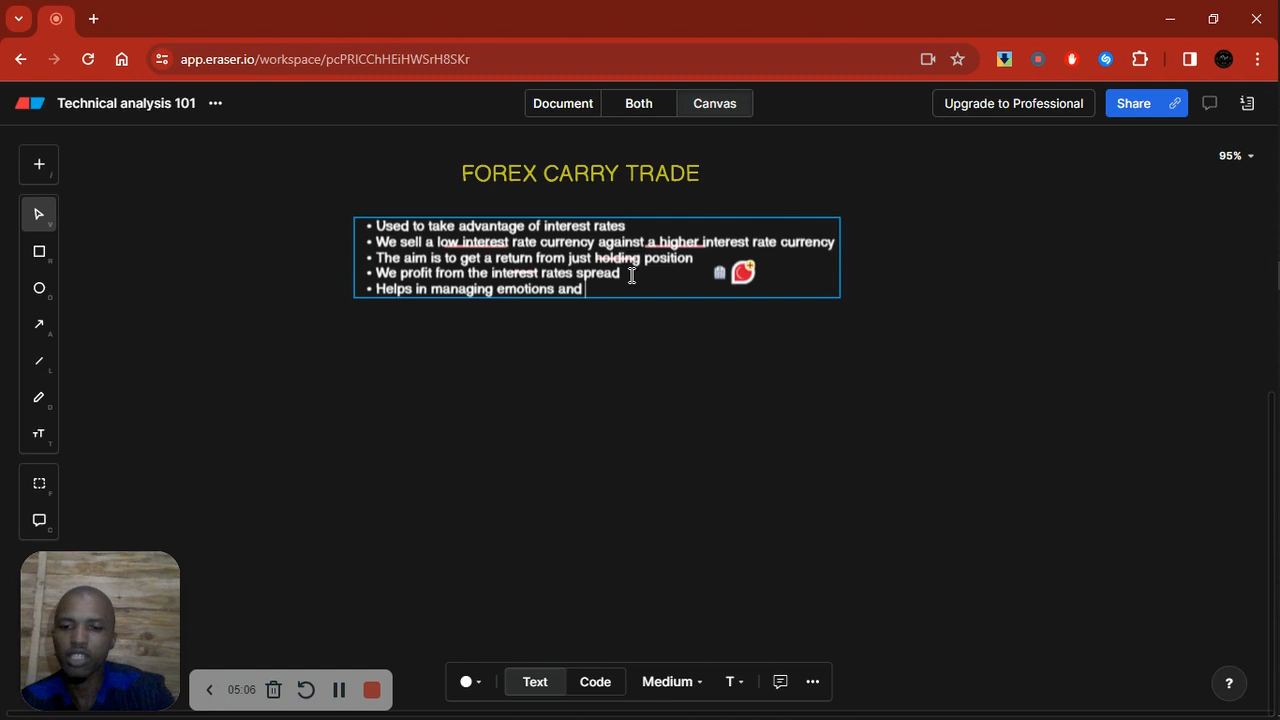 app.eraser.io/workspace/pcPRICChHEiHWSrH8SKr
Technical analysis 101
Document
Both
Canvas
Upgrade to Professional
Share
95%
FOREX CARRY TRADE
• Used to take advantage of interest rates
• We sell a low interest rate currency against a higher interest rate currency
• The aim is to get a return from just holding position
• We profit from the interest rates spread
• Helps in managing emotions and
05:06
Text
Code
Medium
T
?